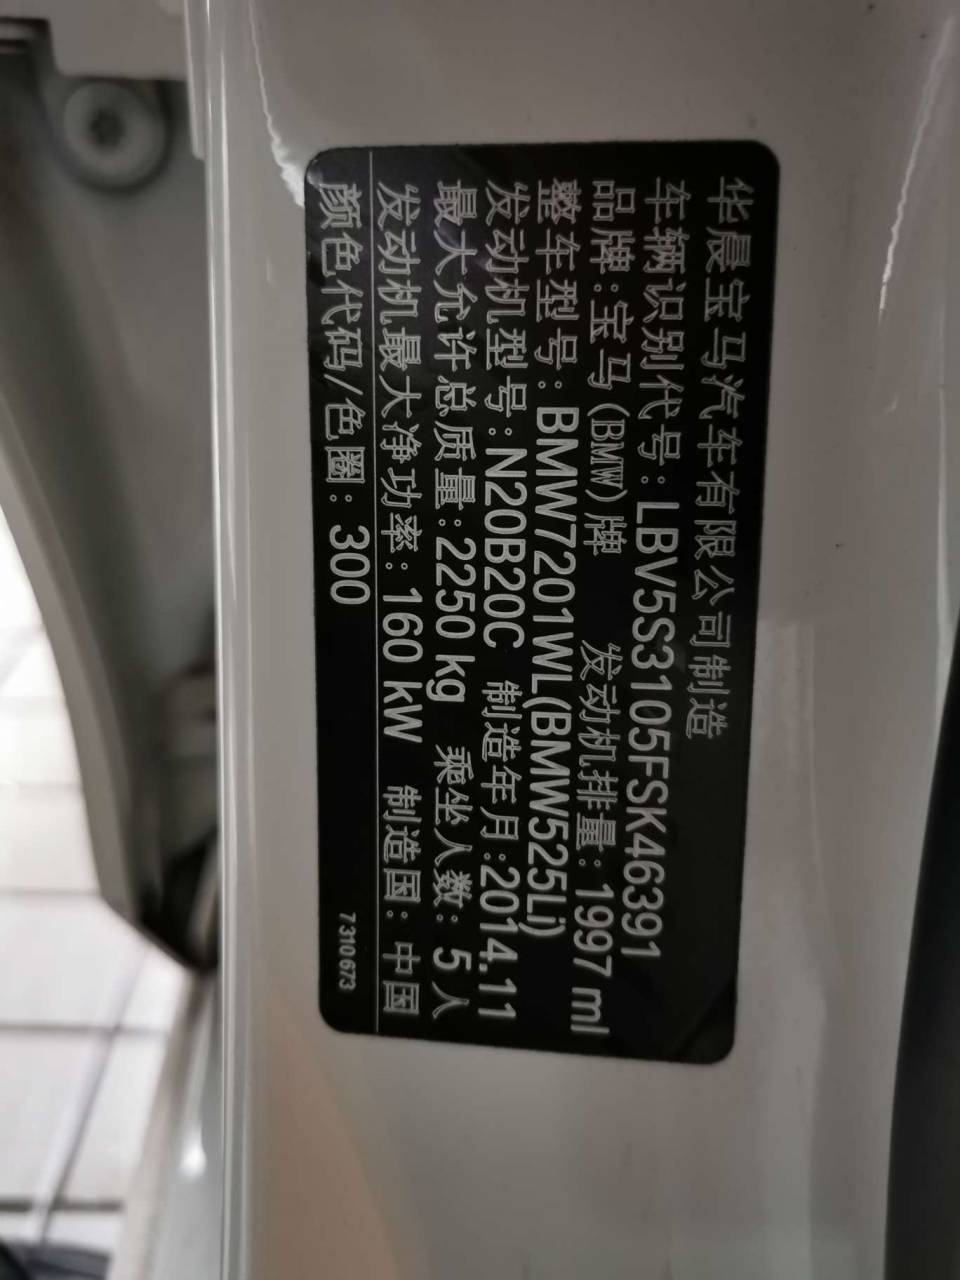 华晨宝马汽车有限公司制造
车辆识别代号:LBV5S3105FSK46391
品牌:宝马(BMW)牌 发动机排量:1997 ml
整车型号:BMW7201WL(BMW525Li)
发动机型号:N20B20C 制造年月:2014.11
最大允许总质量:2250 kg 乘坐人数:5人
发动机最大净功率:160 kW 制造国:中国
颜色代码/色圈:300
7310673